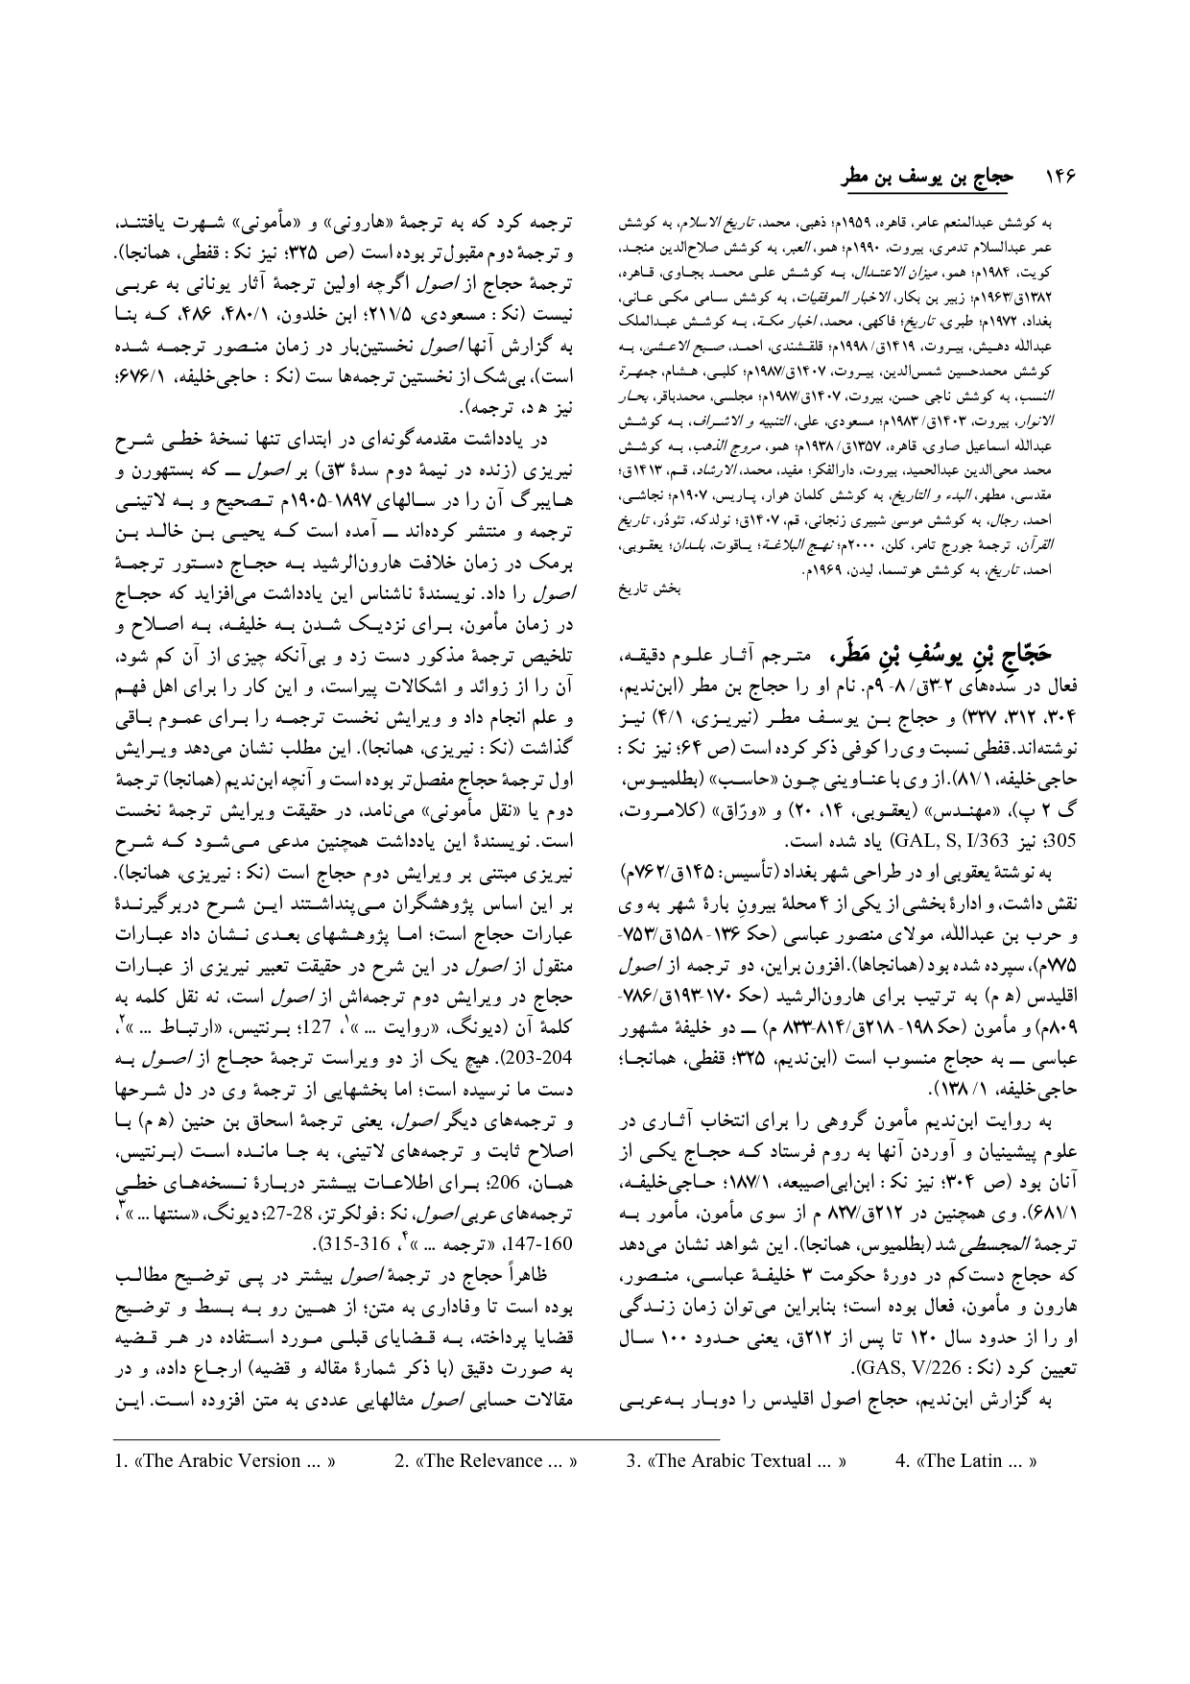 ۱۴۶ حجاج بن یوسف بن مطر
به کوشش عبدالمنعم عامر، قاهره، ۱۹۵۹م؛ ذهبی، محمد، تاریخ الاسلام، به کوشش
عمر عبدالسلام تدمری، بیروت، ۱۹۹۰م؛ همو، العبر، به کوشش صلاح‌الدین منجد،
کویت، ۱۹۸۴م؛ همو، میزان الاعتدال، به کوشش علی محمد بجاوی، قاهره،
۱۳۸۲ق/۱۹۶۳م؛ زبیر بن بکار، الاخبار الموفقیات، به کوشش سامی مکی عانی،
بغداد، ۱۹۷۲م؛ طبری، تاریخ؛ فاکهی، محمد، اخبار مکة، به کوشش عبدالملک
عبدالله دهیش، بیروت، ۱۴۱۹ق/۱۹۹۸م؛ قلقشندی، احمد، صبح الاعشی، به
کوشش محمدحسین شمس‌الدین، بیروت، ۱۴۰۷ق/۱۹۸۷م؛ کلبی، هشام، جمهرة
النسب، به کوشش ناجی حسن، بیروت، ۱۴۰۷ق/۱۹۸۷م؛ مجلسی، محمدباقر، بحار
الانوار، بیروت، ۱۴۰۳ق/۱۹۸۳م؛ مسعودی، علی، التنبیه و الاشراف، به کوشش
عبدالله اسماعیل صاوی، قاهره، ۱۳۵۷ق/۱۹۳۸م؛ همو، مروج الذهب، به کوشش
محمد محی‌الدین عبدالحمید، بیروت، دارالفکر؛ مفید، محمد، الارشاد، قم، ۱۴۱۳ق؛
مقدسی، مطهر، البدء و التاریخ، به کوشش کلمان هوار، پاریس، ۱۹۰۷م؛ نجاشی،
احمد، رجال، به کوشش موسی شبیری زنجانی، قم، ۱۴۰۷ق؛ نولدکه، تئودُر، تاریخ
القرآن، ترجمۀ جورج تامر، کلن، ۲۰۰۰م؛ نهج البلاغة؛ یاقوت، بلدان؛ یعقوبی،
احمد، تاریخ، به کوشش هوتسما، لیدن، ۱۹۶۹م.
بخش تاریخ
حَجّاجِ بْنِ یوسُفِ بْنِ مَطَر، مترجم آثار علوم دقیقه،
فعال در سده‌های ۲-۳ق/ ۸- ۹م. نام او را حجاج بن مطر (ابن‌ندیم،
۳۰۴، ۳۱۲، ۳۲۷) و حجاج بن یوسف مطر (نیریزی، ۴/۱) نیز
نوشته‌اند. قفطی نسبت وی را کوفی ذکر کرده است (ص ۶۴؛ نیز نک‍ :
حاجی‌خلیفه، ۸۱/۱). از وی با عناوینی چون «حاسب» (بطلمیوس،
گ ۲ پ)، «مهندس» (یعقوبی، ۱۴، ۲۰) و «ورّاق» (کلامروت،
305؛ نیز GAL, S, I/363) یاد شده است.
به نوشتۀ یعقوبی او در طراحی شهر بغداد (تأسیس: ۱۴۵ق/۷۶۲م)
نقش داشت، و ادارۀ بخشی از یکی از ۴ محلۀ بیرونِ بارۀ شهر به وی
و حرب بن عبدالله، مولای منصور عباسی (حک‍ ۱۳۶- ۱۵۸ق/۷۵۳-
۷۷۵م)، سپرده شده بود (همانجاها). افزون براین، دو ترجمه از اصول
اقلیدس (ه‍ م) به ترتیب برای هارون‌الرشید (حک‍ ۱۷۰-۱۹۳ق/۷۸۶-
۸۰۹م) و مأمون (حک‍ ۱۹۸- ۲۱۸ق/۸۱۴-۸۳۳ م) ــ دو خلیفۀ مشهور
عباسی ــ به حجاج منسوب است (ابن‌ندیم، ۳۲۵؛ قفطی، همانجا؛
حاجی‌خلیفه، ۱/ ۱۳۸).
به روایت ابن‌ندیم مأمون گروهی را برای انتخاب آثاری در
علوم پیشینیان و آوردن آنها به روم فرستاد که حجاج یکی از
آنان بود (ص ۳۰۴؛ نیز نک‍ : ابن‌ابی‌اصیبعه، ۱۸۷/۱؛ حاجی‌خلیفه،
۶۸۱/۱). وی همچنین در ۲۱۲ق/۸۲۷ م از سوی مأمون، مأمور به
ترجمۀ المجسطی شد (بطلمیوس، همانجا). این شواهد نشان می‌دهد
که حجاج دست‌کم در دورۀ حکومت ۳ خلیفۀ عباسی، منصور،
هارون و مأمون، فعال بوده است؛ بنابراین می‌توان زمان زندگی
او را از حدود سال ۱۲۰ تا پس از ۲۱۲ق، یعنی حدود ۱۰۰ سال
تعیین کرد (نک‍ : GAS, V/226).
به گزارش ابن‌ندیم، حجاج اصول اقلیدس را دوبار به‌عربی
ترجمه کرد که به ترجمۀ «هارونی» و «مأمونی» شهرت یافتند،
و ترجمۀ دوم مقبول‌تر بوده است (ص ۳۲۵؛ نیز نک‍ : قفطی، همانجا).
ترجمۀ حجاج از اصول اگرچه اولین ترجمۀ آثار یونانی به عربی
نیست (نک‍ : مسعودی، ۲۱۱/۵؛ ابن خلدون، ۴۸۰/۱، ۴۸۶، که بنا
به گزارش آنها اصول نخستین‌بار در زمان منصور ترجمه شده
است)، بی‌شک از نخستین ترجمه‌ها ست (نک‍ : حاجی‌خلیفه، ۶۷۶/۱؛
نیز ه‍ د، ترجمه).
در یادداشت مقدمه‌گونه‌ای در ابتدای تنها نسخۀ خطی شرح
نیریزی (زنده در نیمۀ دوم سدۀ ۳ق) بر اصول ــ که بستهورن و
هایبرگ آن را در سالهای ۱۸۹۷-۱۹۰۵م تصحیح و به لاتینی
ترجمه و منتشر کرده‌اند ــ آمده است که یحیی بن خالد بن
برمک در زمان خلافت هارون‌الرشید به حجاج دستور ترجمۀ
اصول را داد. نویسندۀ ناشناس این یادداشت می‌افزاید که حجاج
در زمان مأمون، برای نزدیک شدن به خلیفه، به اصلاح و
تلخیص ترجمۀ مذکور دست زد و بی‌آنکه چیزی از آن کم شود،
آن را از زوائد و اشکالات پیراست، و این کار را برای اهل فهم
و علم انجام داد و ویرایش نخست ترجمه را برای عموم باقی
گذاشت (نک‍ : نیریزی، همانجا). این مطلب نشان می‌دهد ویرایش
اول ترجمۀ حجاج مفصل‌تر بوده است و آنچه ابن‌ندیم (همانجا) ترجمۀ
دوم یا «نقل مأمونی» می‌نامد، در حقیقت ویرایش ترجمۀ نخست
است. نویسندۀ این یادداشت همچنین مدعی می‌شود که شرح
نیریزی مبتنی بر ویرایش دوم حجاج است (نک‍ : نیریزی، همانجا).
بر این اساس پژوهشگران می‌پنداشتند این شرح دربرگیرندۀ
عبارات حجاج است؛ اما پژوهشهای بعدی نشان داد عبارات
منقول از اصول در این شرح در حقیقت تعبیر نیریزی از عبارات
حجاج در ویرایش دوم ترجمه‌اش از اصول است، نه نقل کلمه به
کلمۀ آن (دیونگ، «روایت ... »۱، 127؛ برنتیس، «ارتباط ... »۲،
203-204). هیچ یک از دو ویراست ترجمۀ حجاج از اصول به
دست ما نرسیده است؛ اما بخشهایی از ترجمۀ وی در دل شرحها
و ترجمه‌های دیگر اصول، یعنی ترجمۀ اسحاق بن حنین (ه‍ م) با
اصلاح ثابت و ترجمه‌های لاتینی، به جا مانده است (برنتیس،
همان، 206؛ برای اطلاعات بیشتر دربارۀ نسخه‌های خطی
ترجمه‌های عربی اصول، نک‍ : فولکرتز، 27-28؛ دیونگ، «سنتها ... »۳،
147-160، «ترجمه ... »۴، 315-316).
ظاهراً حجاج در ترجمۀ اصول بیشتر در پی توضیح مطالب
بوده است تا وفاداری به متن؛ از همین رو به بسط و توضیح
قضایا پرداخته، به قضایای قبلی مورد استفاده در هر قضیه
به صورت دقیق (با ذکر شمارۀ مقاله و قضیه) ارجاع داده، و در
مقالات حسابی اصول مثالهایی عددی به متن افزوده است. این
1. «The Arabic Version ... » 2. «The Relevance ... » 3. «The Arabic Textual ... » 4. «The Latin ... »